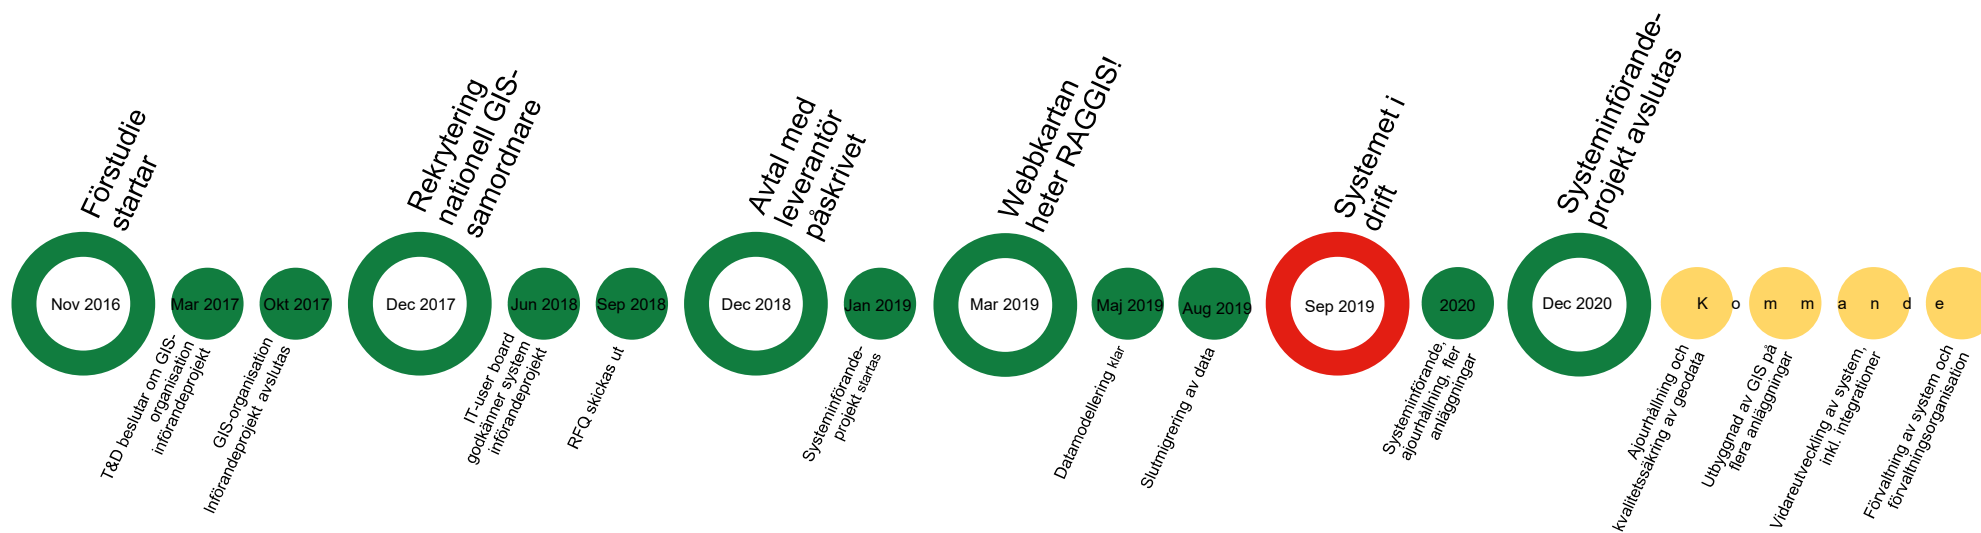 Förstudie
startar
Nov 2016
Mar 2017
T&D beslutar om GIS-
organisation
införandeprojekt
Okt 2017
GIS-organisation
Införandeprojekt avslutas
Rekrytering
nationell GIS-
samordnare
Dec 2017
Jun 2018
IT-user board
godkänner system
införandeprojekt
Sep 2018
RFQ skickas ut
Avtal med
leverantör
påskrivet
Dec 2018
Jan 2019
Systeminförande-
projekt startas
Webbkartan
heter RAGGIS!
Mar 2019
Maj 2019
Datamodellering klar
Aug 2019
Slutmigrering av data
Systemet i
drift
Sep 2019
2020
Systeminförande,
ajourhållning, fler
anläggningar
Systeminförande-
projekt avslutas
Dec 2020
Kommande
Ajourhållning och
kvalitetssäkring av geodata
Utbyggnad av GIS på
flera anläggningar
Vidareutveckling av system,
inkl. integrationer
Förvaltning av system och
förvaltningsorganisation